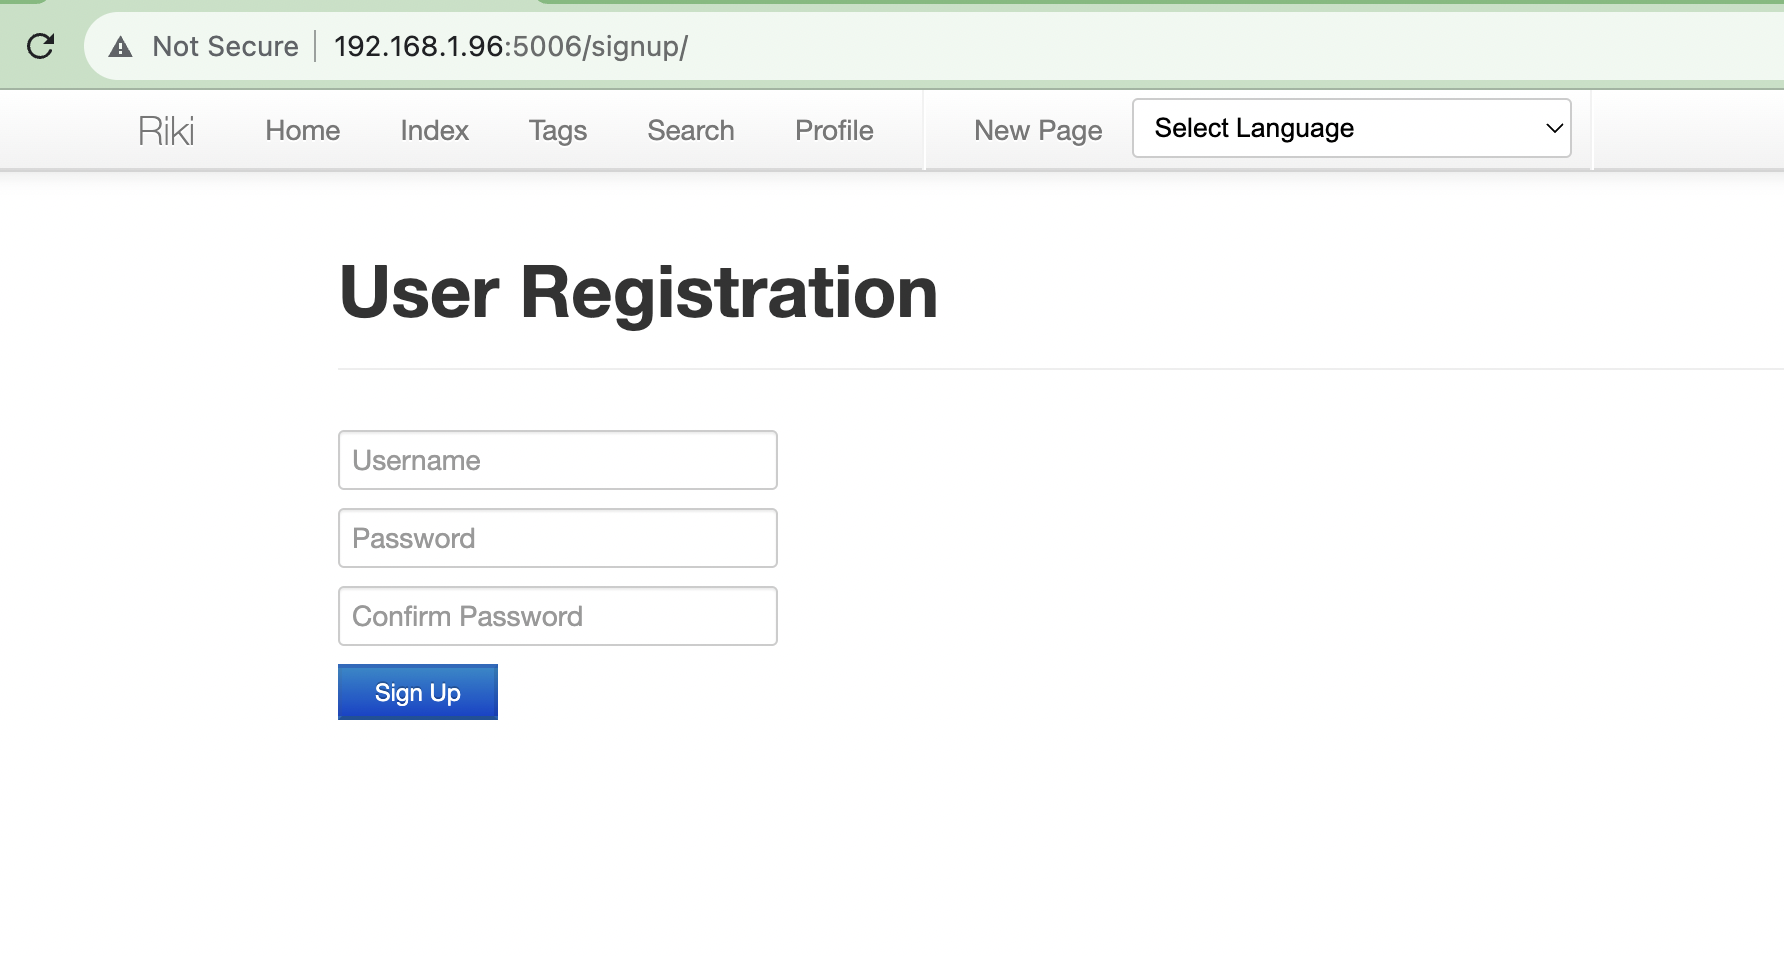 Not Secure 192.168.1.96:5006/signup/
Riki Home Index Tags Search Profile New Page Select Language
User Registration
Username
Password
Confirm Password
Sign Up